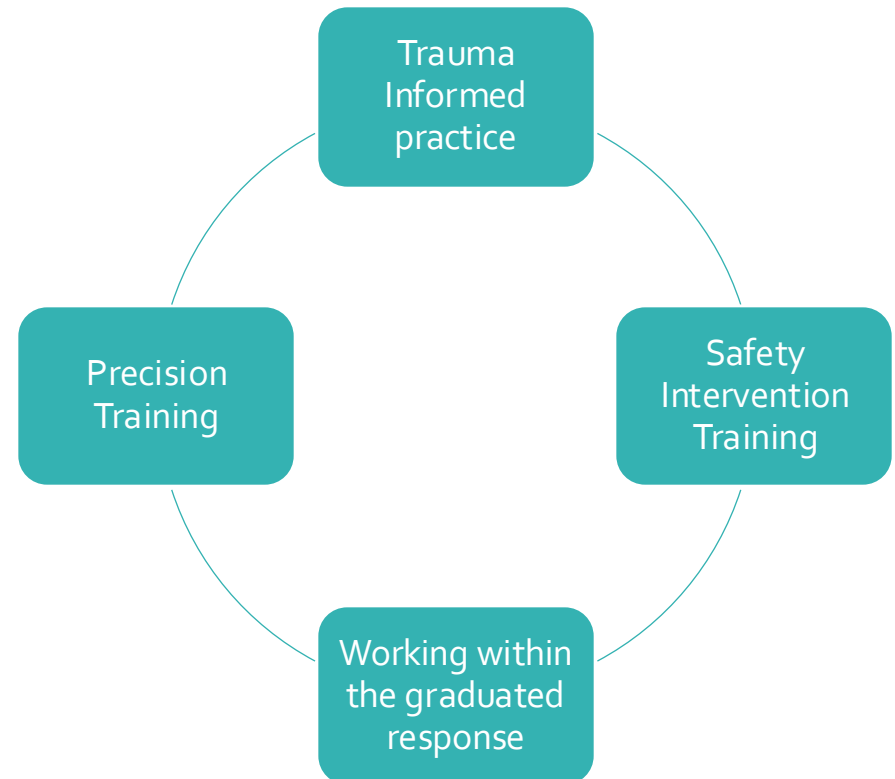 Trauma
Informed
practice
Safety
Intervention
Training
Working within
the graduated
response
Precision
Training